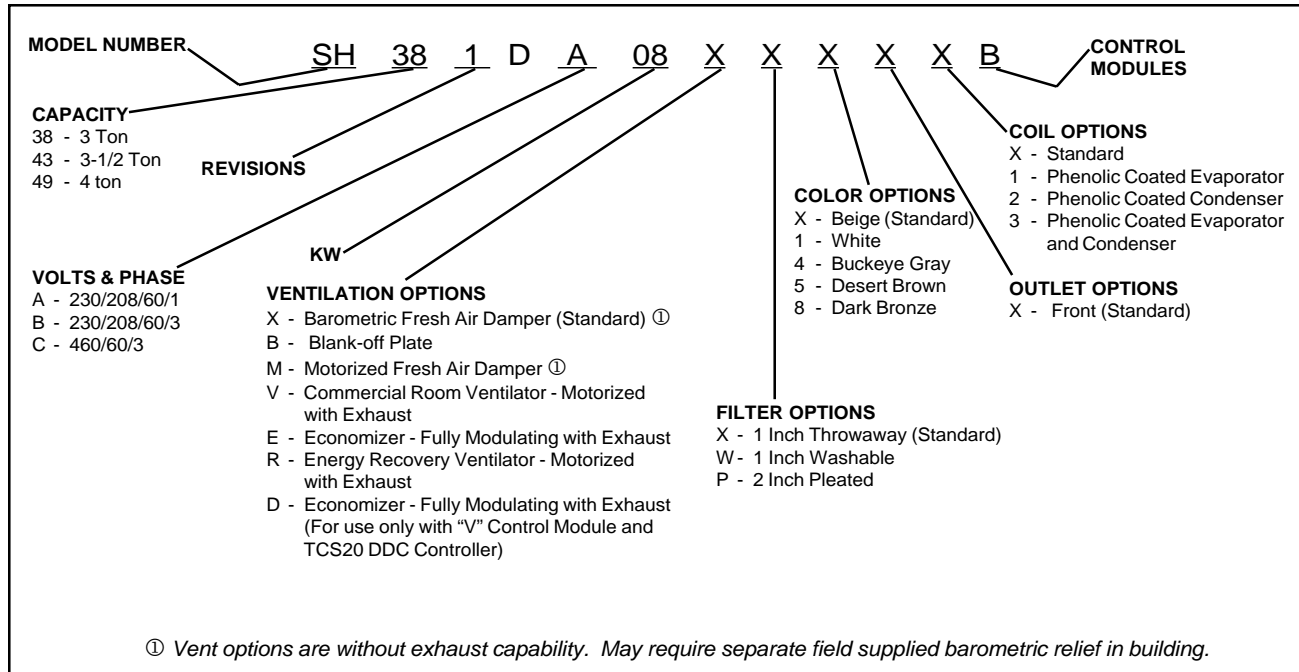 MODEL NUMBER
SH 38 1 D A 08 X X X X X B
CONTROL
MODULES
CAPACITY
38 - 3 Ton
43 - 3-1/2 Ton
49 - 4 ton
REVISIONS
COIL OPTIONS
X - Standard
1 - Phenolic Coated Evaporator
2 - Phenolic Coated Condenser
3 - Phenolic Coated Evaporator
and Condenser
COLOR OPTIONS
X - Beige (Standard)
1 - White
4 - Buckeye Gray
5 - Desert Brown
8 - Dark Bronze
KW
VOLTS & PHASE
A - 230/208/60/1
B - 230/208/60/3
C - 460/60/3
VENTILATION OPTIONS
X - Barometric Fresh Air Damper (Standard) ①
B - Blank-off Plate
M - Motorized Fresh Air Damper ①
V - Commercial Room Ventilator - Motorized
with Exhaust
E - Economizer - Fully Modulating with Exhaust
R - Energy Recovery Ventilator - Motorized
with Exhaust
D - Economizer - Fully Modulating with Exhaust
(For use only with “V” Control Module and
TCS20 DDC Controller)
OUTLET OPTIONS
X - Front (Standard)
FILTER OPTIONS
X - 1 Inch Throwaway (Standard)
W - 1 Inch Washable
P - 2 Inch Pleated
① Vent options are without exhaust capability. May require separate field supplied barometric relief in building.